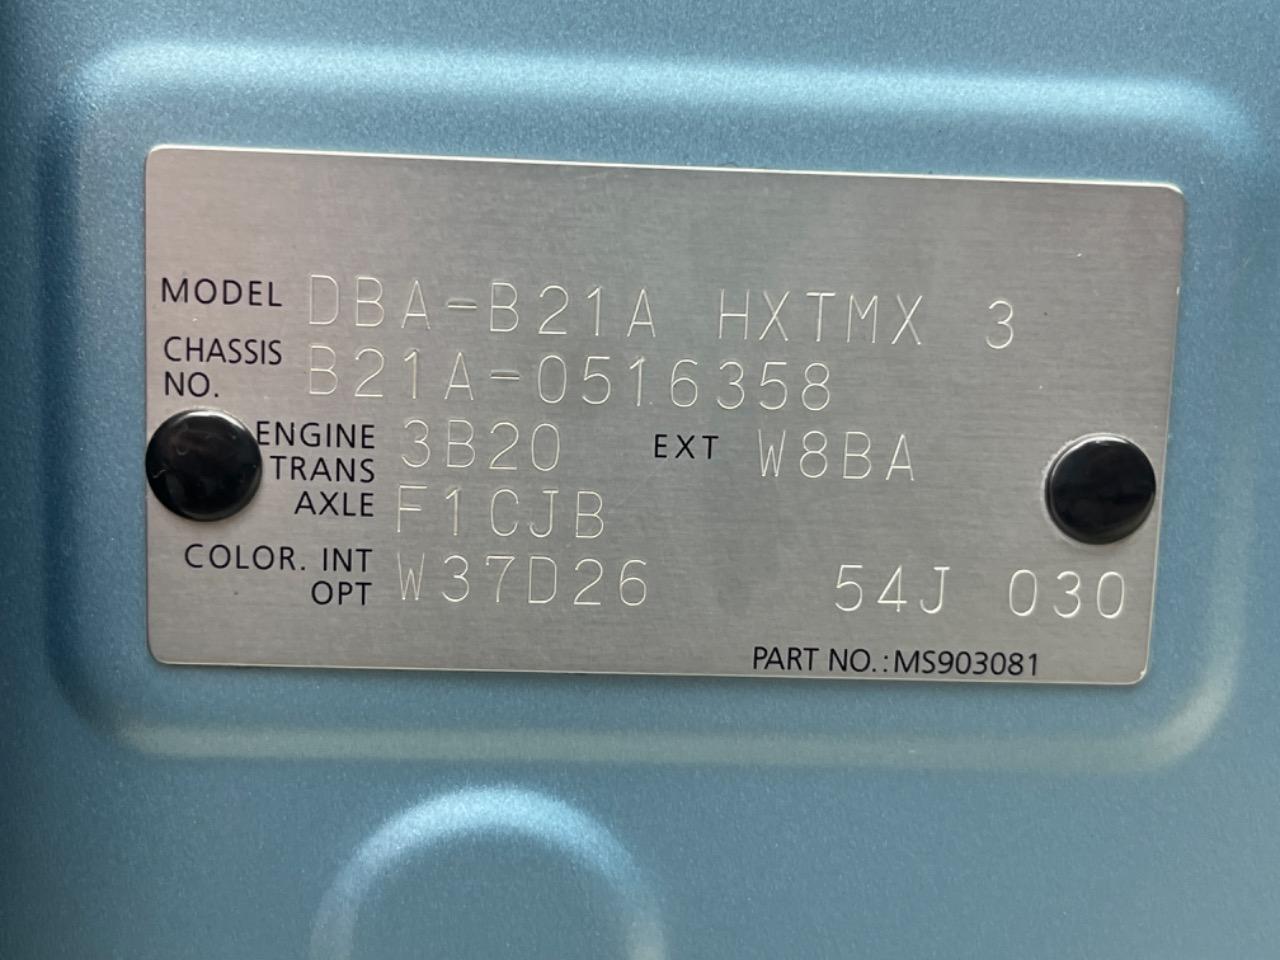 MODEL DBA-B21A HXTMX 3
CHASSIS NO. B21A-0516358
ENGINE 3B20 EXT W8BA
TRANS AXLE F1CJB
COLOR. INT OPT W37D26 54J 030
PART NO.:MS903081